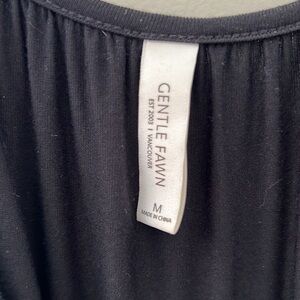 GENTLE FAWN
EST 2003 | VANCOUVER
M
MADE IN CHINA